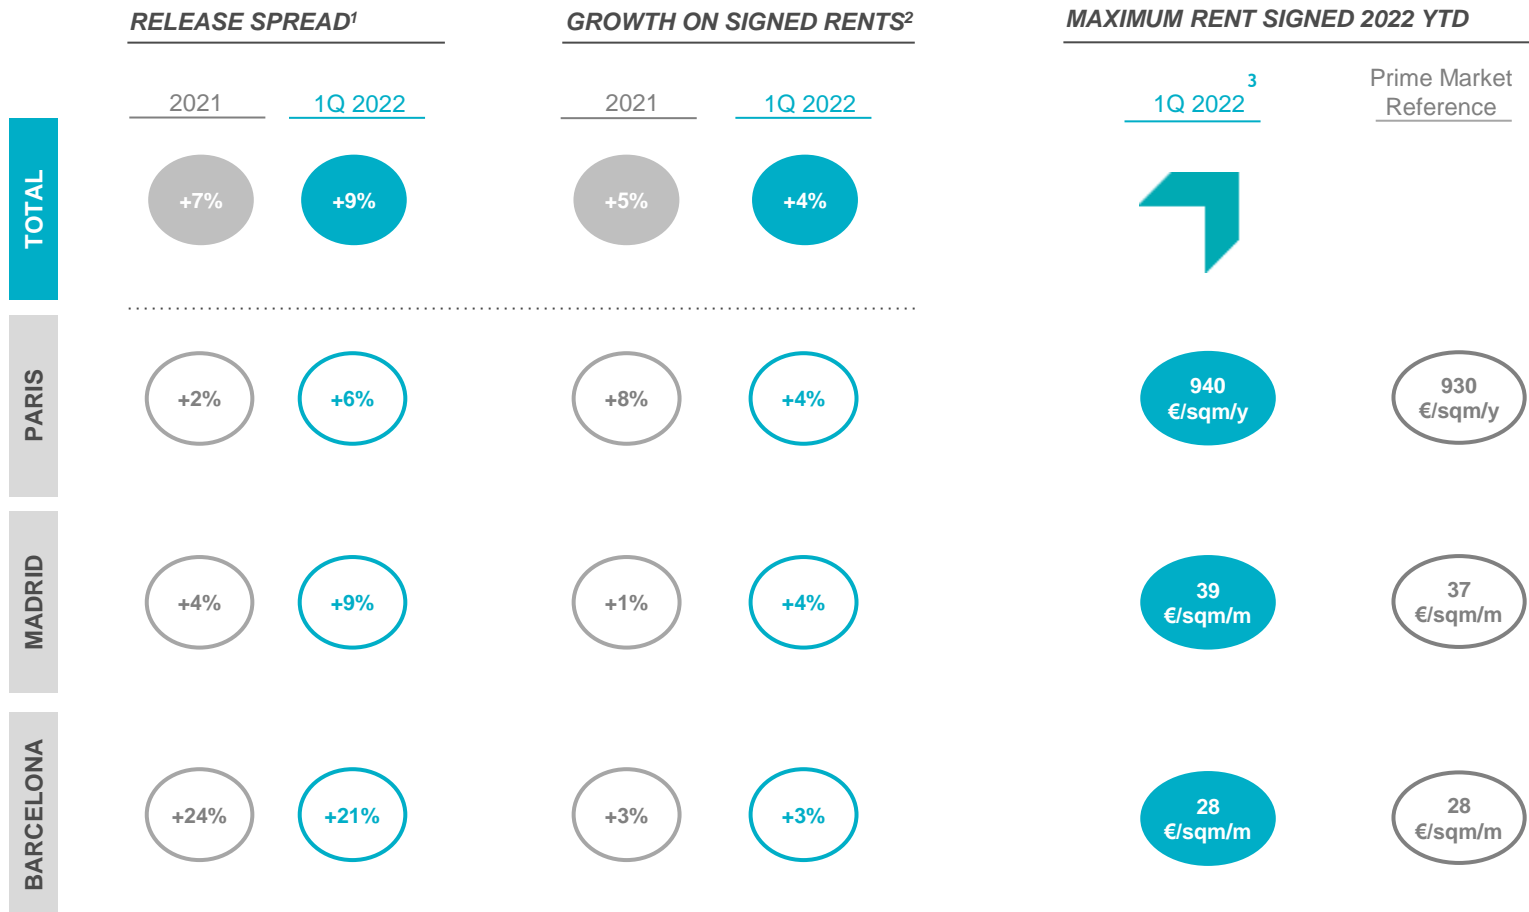 RELEASE SPREAD¹
GROWTH ON SIGNED RENTS²
MAXIMUM RENT SIGNED 2022 YTD
2021
1Q 2022
2021
1Q 2022
1Q 2022 ³
Prime Market
Reference
TOTAL
+7%
+9%
+5%
+4%
PARIS
+2%
+6%
+8%
+4%
940
€/sqm/y
930
€/sqm/y
MADRID
+4%
+9%
+1%
+4%
39
€/sqm/m
37
€/sqm/m
BARCELONA
+24%
+21%
+3%
+3%
28
€/sqm/m
28
€/sqm/m